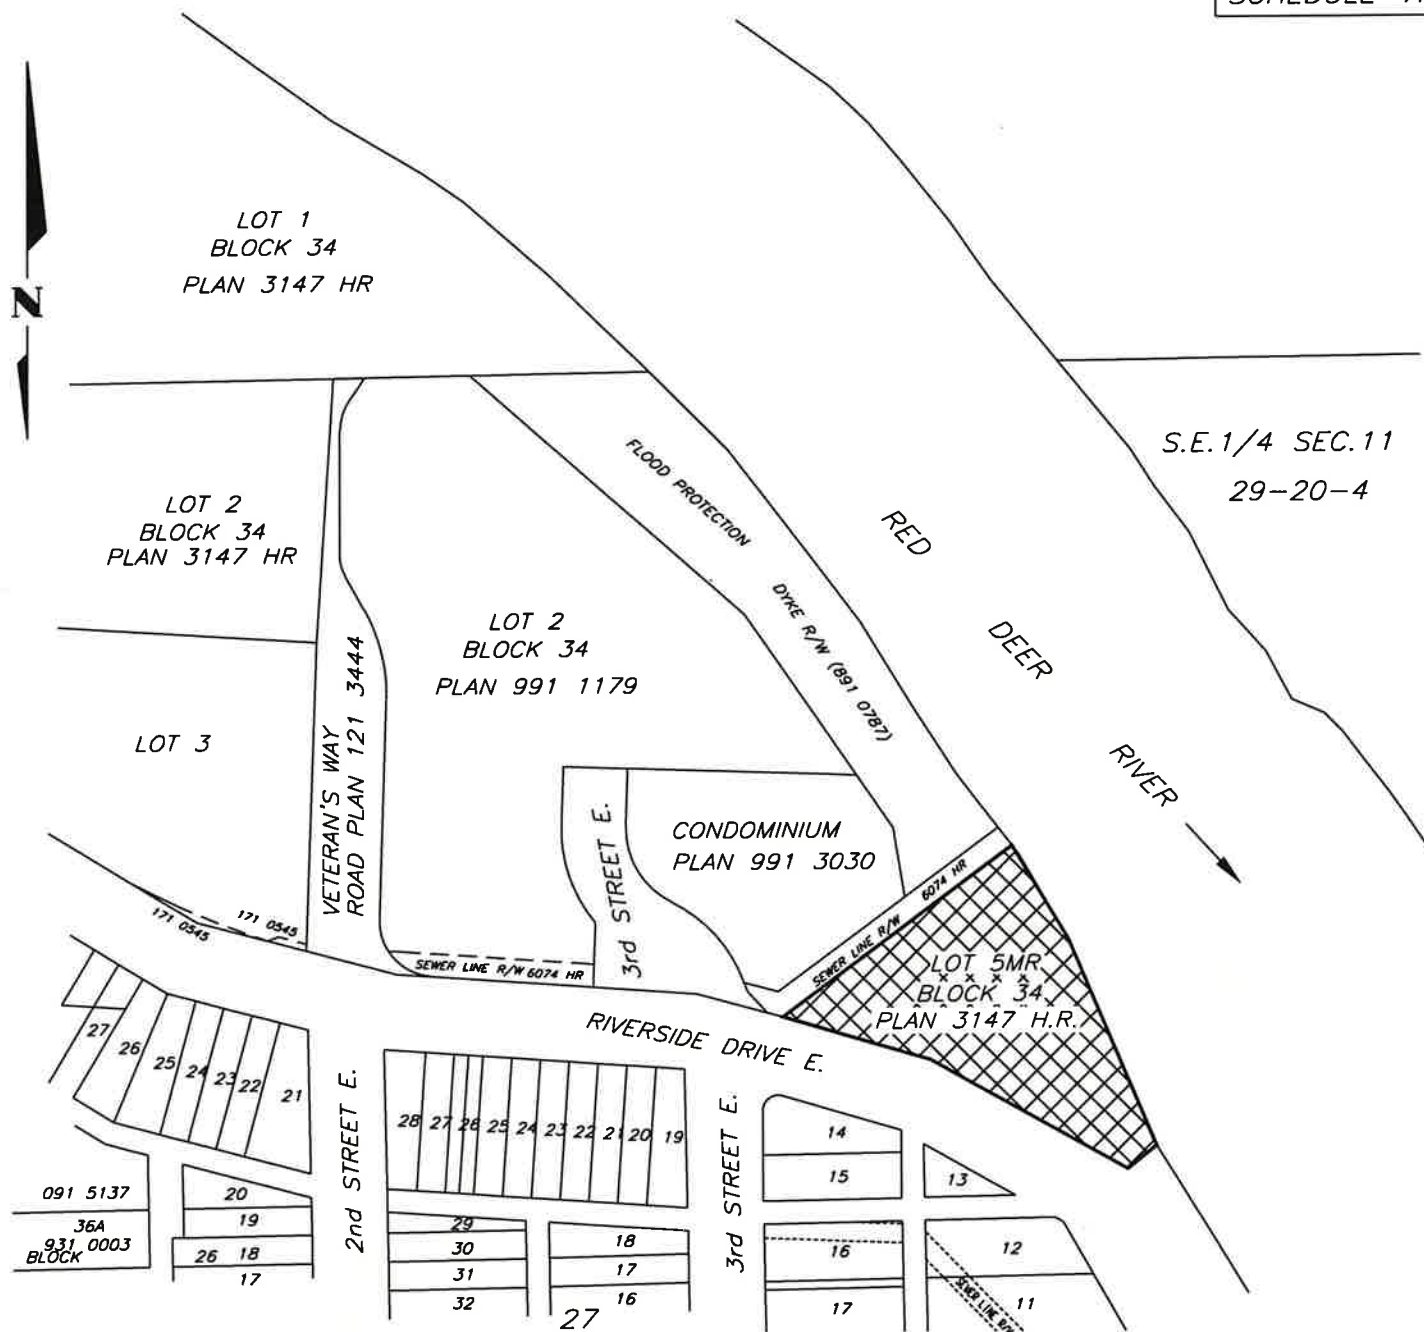 SCHEDULE
N
LOT 1
BLOCK 34
PLAN 3147 HR
S.E.1/4 SEC.11
29-20-4
LOT 2
BLOCK 34
PLAN 3147 HR
FLOOD PROTECTION
DYKE R/W (891 0787)
RED
DEER
RIVER
LOT 2
BLOCK 34
PLAN 991 1179
LOT 3
VETERAN'S WAY
ROAD PLAN 121 3444
3rd STREET E.
CONDOMINIUM
PLAN 991 3030
171 0545
171 0545
SEWER LINE R/W 6074 HR
SEWER LINE R/W 6074 HR
LOT 5MR
BLOCK 34
PLAN 3147 H.R.
RIVERSIDE DRIVE E.
27
26
25
24
23
22
21
2nd STREET E.
28
27
26
25
24
23
22
21
20
19
3rd STREET E.
14
15
13
091 5137
36A
931 0003
BLOCK
20
19
26
18
17
29
30
31
32
18
17
16
27
16
17
12
11
SEWER LINE R/W